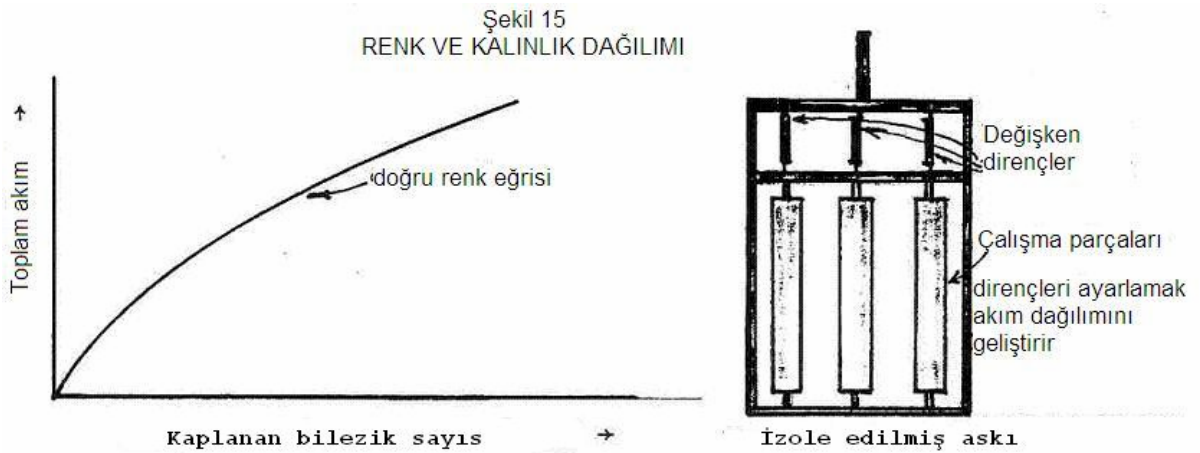 Şekil 15
RENK VE KALINLIK DAĞILIMI
Toplam akım →
doğru renk eğrisi
Kaplanan bilezik sayıs →
Değişken
dirençler
Çalışma parçaları
dirençleri ayarlamak
akım dağılımını
geliştirir
İzole edilmiş askı